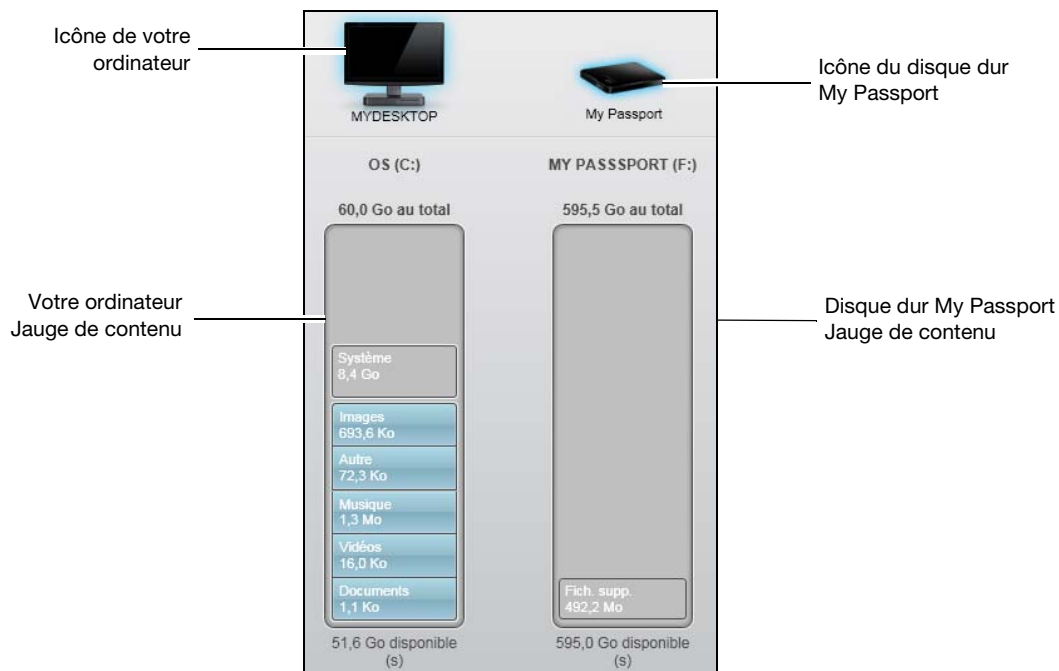 Icône de votre
ordinateur
Icône du disque dur
My Passport
MYDESKTOP
My Passport
OS (C:)
MY PASSSPORT (F:)
60,0 Go au total
595,5 Go au total
Votre ordinateur
Jauge de contenu
Disque dur My Passport
Jauge de contenu
Système
8,4 Go
Images
693,6 Ko
Autre
72,3 Ko
Musique
1,3 Mo
Vidéos
16,0 Ko
Documents
1,1 Ko
Fich. supp.
492,2 Mo
51,6 Go disponible
(s)
595,0 Go disponible
(s)